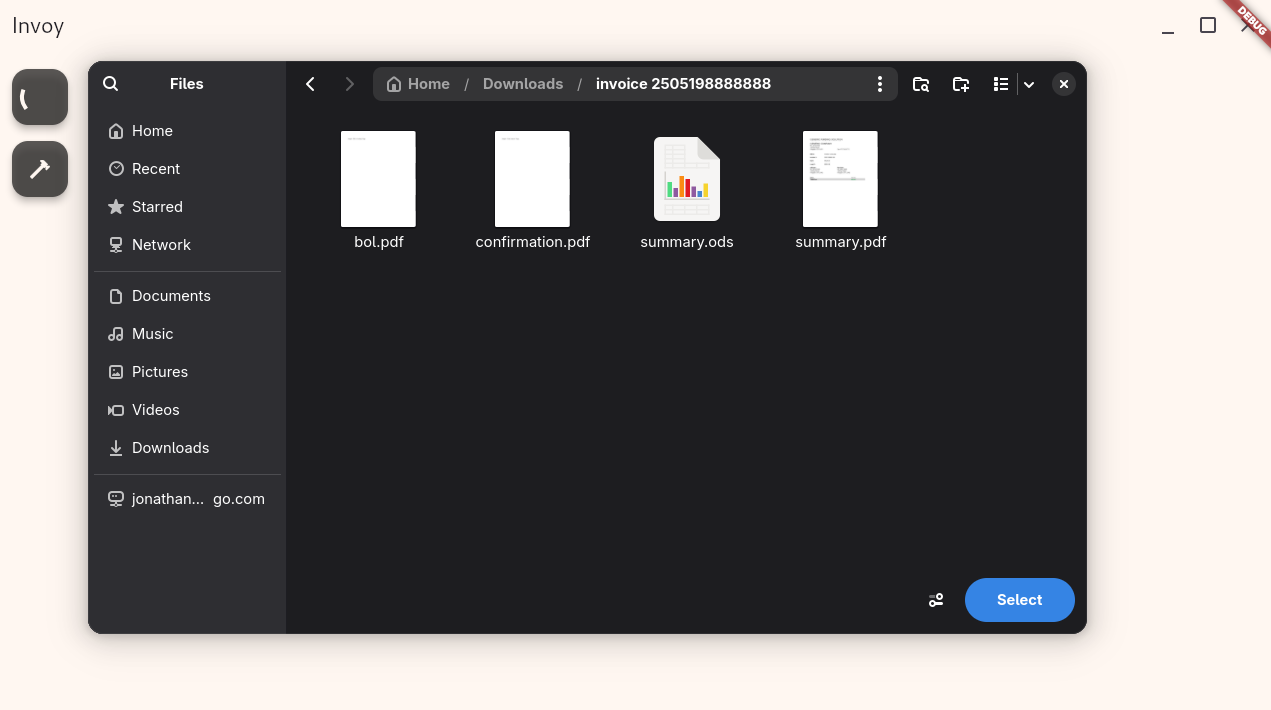 Invoy
DEBUG
Files
Home / Downloads / invoice 2505198888888
Home
Recent
Starred
Network
Documents
Music
Pictures
Videos
Downloads
jonathan... go.com
bol.pdf
confirmation.pdf
summary.ods
summary.pdf
Select